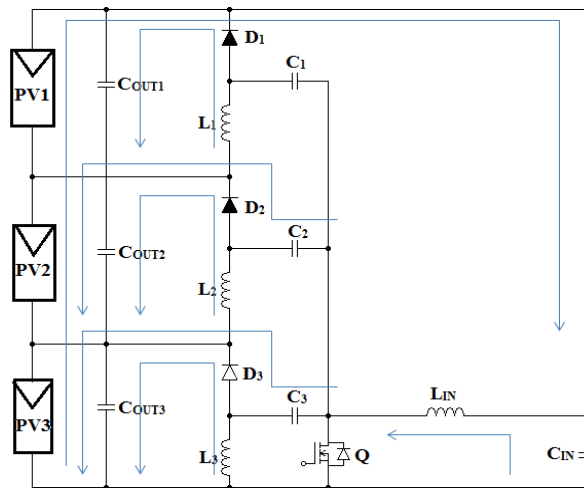 D1
C1
PV1
COUT1
L1
D2
C2
PV2
COUT2
L2
D3
PV3
COUT3
C3
LIN
L3
Q
CIN =